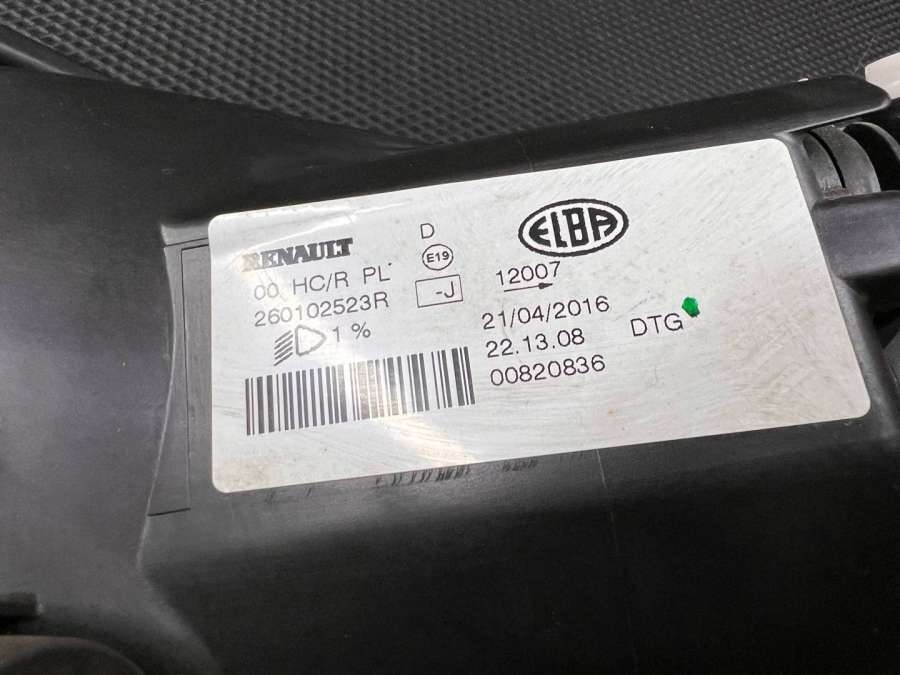 RENAULT
D
ELBA
00 HC/R PL
E19
12007
260102523R
-J
21/04/2016
1 %
22.13.08
DTG
00820836